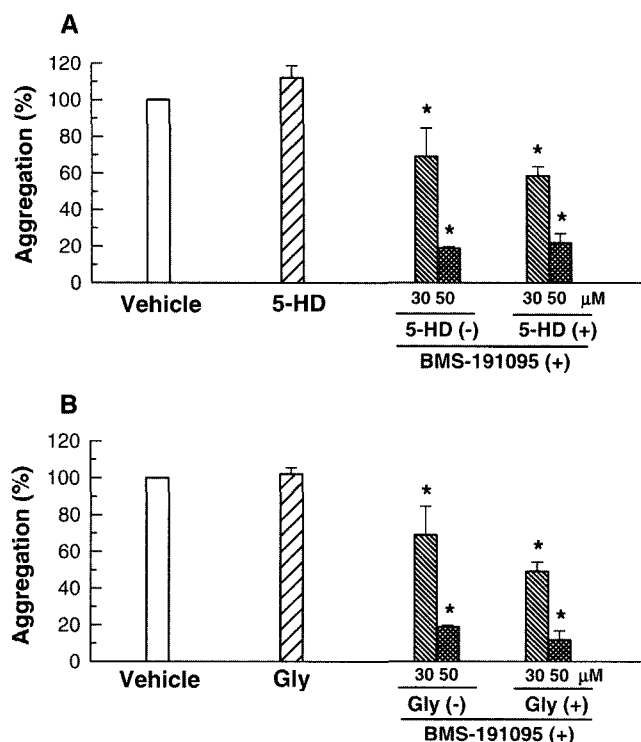 A
Aggregation (%)
120
100
80
60
40
20
0
* * * *
Vehicle 5-HD 30 50 30 50 μM
5-HD (-) 5-HD (+)
BMS-191095 (+)
B
Aggregation (%)
120
100
80
60
40
20
0
* * * *
Vehicle Gly 30 50 30 50 μM
Gly (-) Gly (+)
BMS-191095 (+)